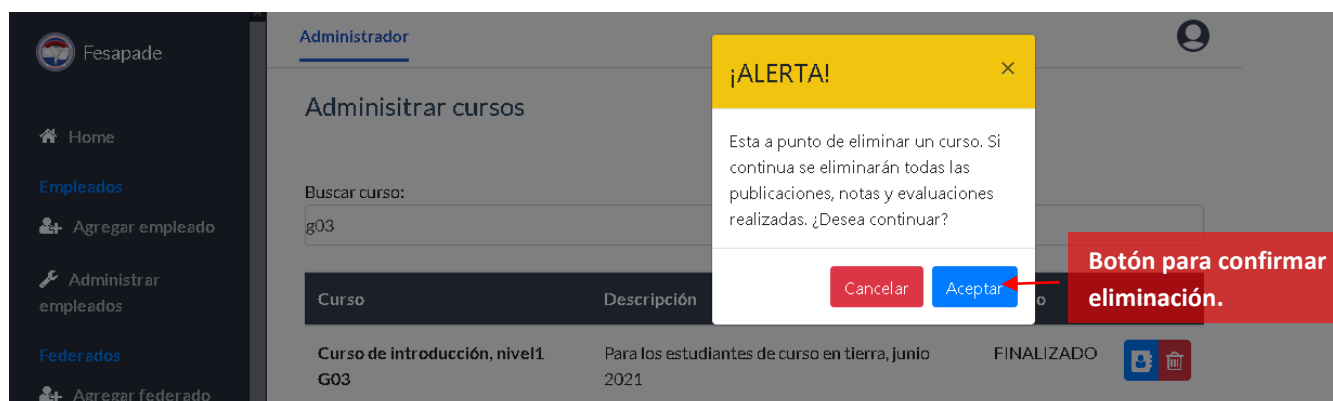 Fesapade
Home
Empleados
Agregar empleado
Administrar
empleados
Federados
Agregar federado
Administrador
Adminisitrar cursos
Buscar curso:
g03
Curso
Descripción
o
Curso de introducción, nivel1
G03
Para los estudiantes de curso en tierra, junio
2021
FINALIZADO
¡ALERTA!
×
Esta a punto de eliminar un curso. Si
continua se eliminarán todas las
publicaciones, notas y evaluaciones
realizadas. ¿Desea continuar?
Cancelar
Aceptar
Botón para confirmar
eliminación.